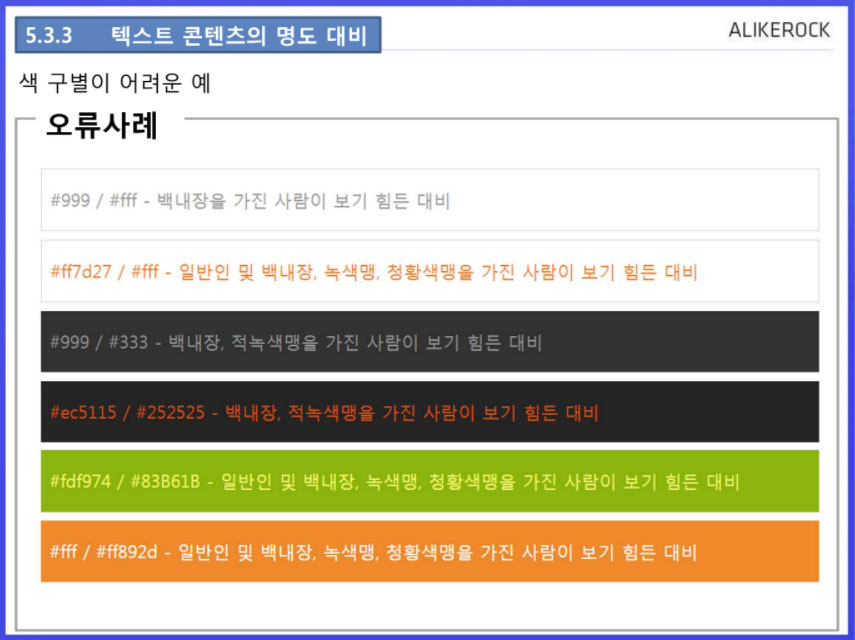 5.3.3 텍스트 콘텐츠의 명도 대비
ALIKEROCK
색 구별이 어려운 예
오류사례
#999 / #fff - 백내장을 가진 사람이 보기 힘든 대비
#ff7d27 / #fff - 일반인 및 백내장, 녹색맹, 청황색맹을 가진 사람이 보기 힘든 대비
#999 / #333 - 백내장, 적녹색맹을 가진 사람이 보기 힘든 대비
#ec5115 / #252525 - 백내장, 적녹색맹을 가진 사람이 보기 힘든 대비
#fdf974 / #83B61B - 일반인 및 백내장, 녹색맹, 청황색맹을 가진 사람이 보기 힘든 대비
#fff / #ff892d - 일반인 및 백내장, 녹색맹, 청황색맹을 가진 사람이 보기 힘든 대비